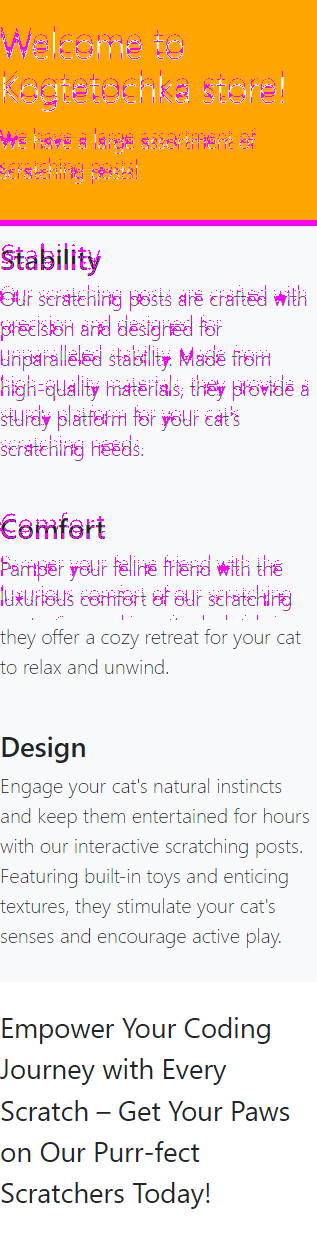 Welcome to
Kogtetochka store!
We have a large assortment of
scratching posts!
Stability
Our scratching posts are crafted with
precision and designed for
unparalleled stability. Made from
high-quality materials, they provide a
sturdy platform for your cat's
scratching needs.
Comfort
Pamper your feline friend with the
luxurious comfort of our scratching
they offer a cozy retreat for your cat
to relax and unwind.
Design
Engage your cat's natural instincts
and keep them entertained for hours
with our interactive scratching posts.
Featuring built-in toys and enticing
textures, they stimulate your cat's
senses and encourage active play.
Empower Your Coding
Journey with Every
Scratch – Get Your Paws
on Our Purr-fect
Scratchers Today!